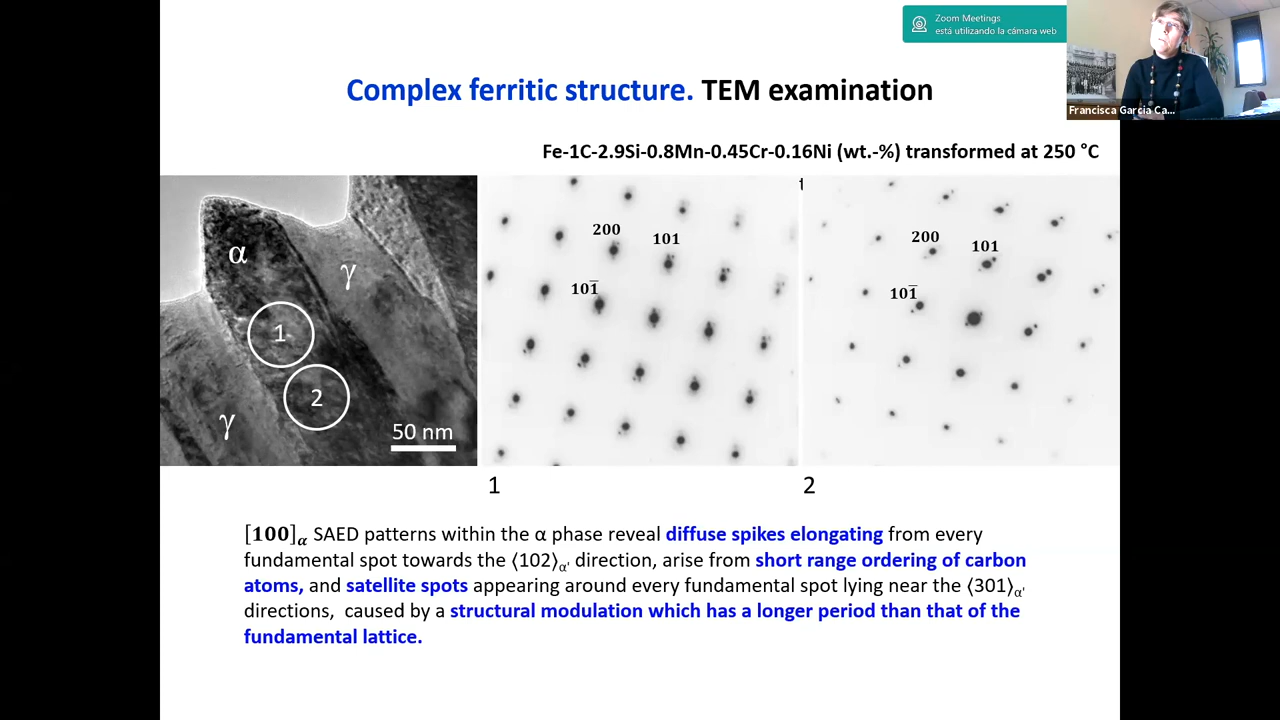 Zoom Meetings
está utilizando la cámara web
Francisca Garcia Ca...
Complex ferritic structure. TEM examination
Fe-1C-2.9Si-0.8Mn-0.45Cr-0.16Ni (wt.-%) transformed at 250 °C
t
α
γ
1
2
γ
50 nm
200
101
101̅
200
101
101̅
1
2
[100]α SAED patterns within the α phase reveal diffuse spikes elongating from every
fundamental spot towards the ⟨102⟩α' direction, arise from short range ordering of carbon
atoms, and satellite spots appearing around every fundamental spot lying near the ⟨301⟩α'
directions, caused by a structural modulation which has a longer period than that of the
fundamental lattice.